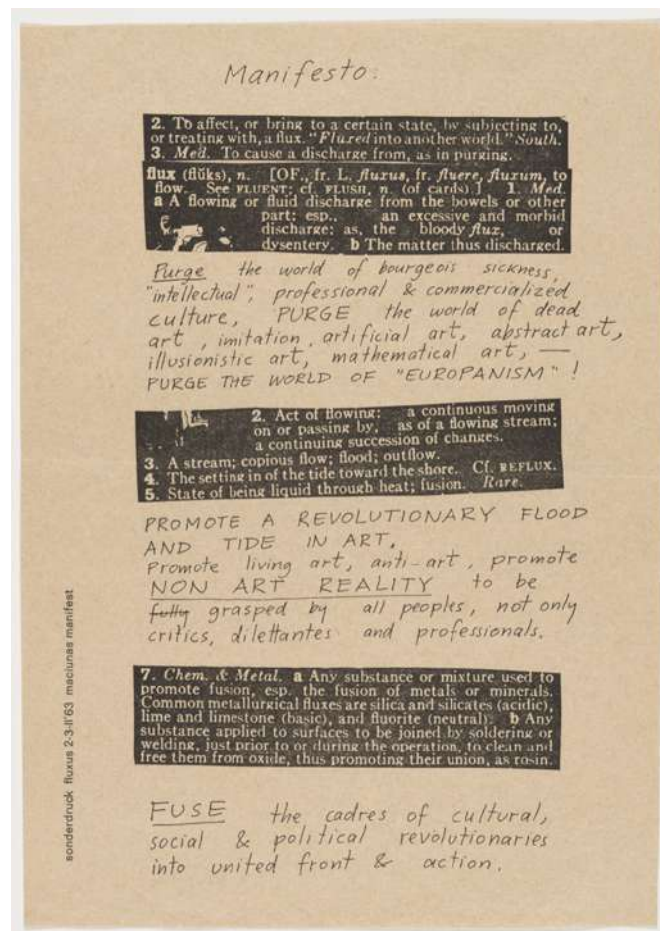 Manifesto:
2. To affect, or bring to a certain state, by subjecting to,
or treating with, a flux. "Fluxed into another world." South.
3. Med. To cause a discharge from, as in purging.
flux (flŭks), n. [OF., fr. L. fluxus, fr. fluere, fluxum, to
flow. See FLUENT; cf. FLUSH, n. (of cards).] 1. Med.
a A flowing or fluid discharge from the bowels or other
part: esp., an excessive and morbid
discharge; as, the bloody flux, or
dysentery. b The matter thus discharged.
Purge the world of bourgeois sickness,
"intellectual", professional & commercialized
culture, PURGE the world of dead
art, imitation, artificial art, abstract art,
illusionistic art, mathematical art, —
PURGE THE WORLD OF "EUROPANISM"!
2. Act of flowing: a continuous moving
on or passing by, as of a flowing stream;
a continuing succession of changes.
3. A stream; copious flow; flood; outflow.
4. The setting in of the tide toward the shore. Cf. REFLUX.
5. State of being liquid through heat; fusion. Rare.
PROMOTE A REVOLUTIONARY FLOOD
AND TIDE IN ART,
Promote living art, anti-art, promote
NON ART REALITY to be
fully grasped by all peoples, not only
critics, dilettantes and professionals.
7. Chem. & Metal. a Any substance or mixture used to
promote fusion, esp. the fusion of metals or minerals.
Common metallurgical fluxes are silica and silicates (acidic),
lime and limestone (basic), and fluorite (neutral). b Any
substance applied to surfaces to be joined by soldering or
welding, just prior to or during the operation, to clean and
free them from oxide, thus promoting their union, as rosin.
FUSE the cadres of cultural,
social & political revolutionaries
into united front & action.
sonderdruck fluxus 2-3-II'63 maciunas manifest